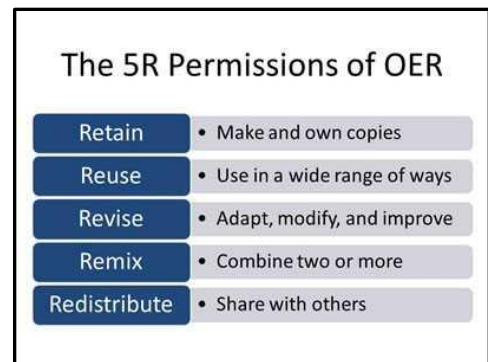 The 5R Permissions of OER
Retain • Make and own copies
Reuse • Use in a wide range of ways
Revise • Adapt, modify, and improve
Remix • Combine two or more
Redistribute • Share with others